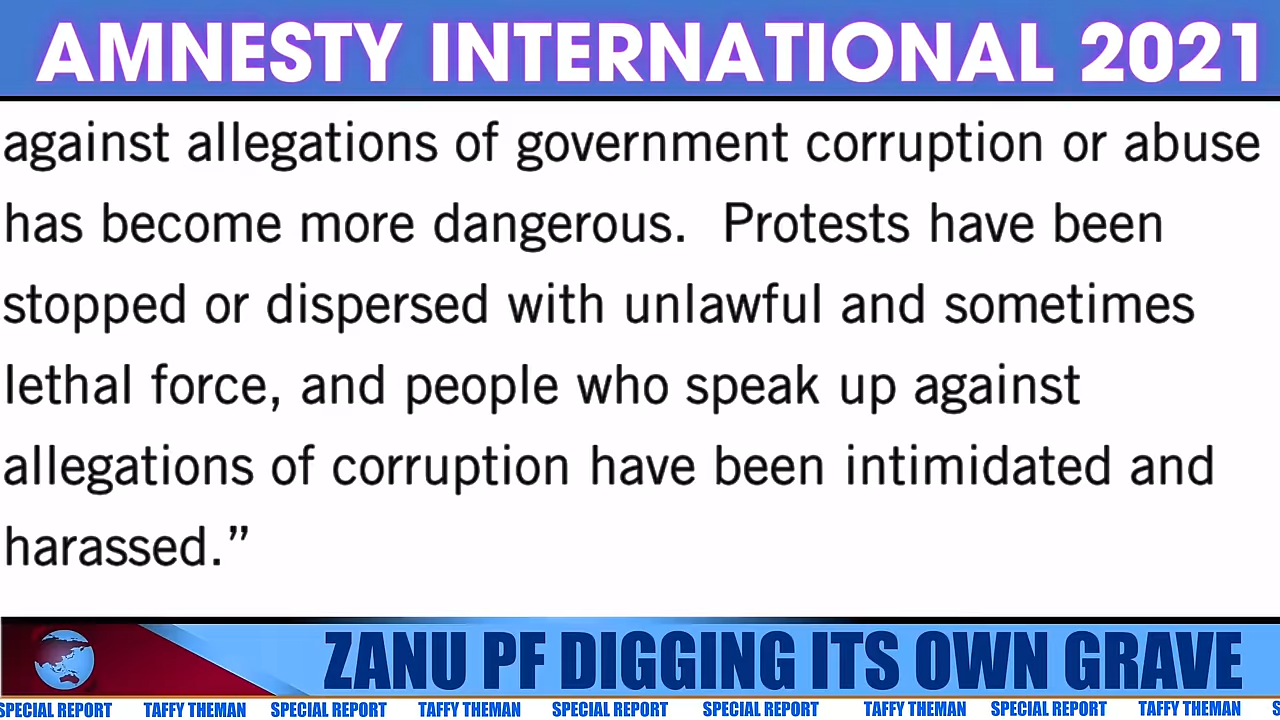 AMNESTY INTERNATIONAL 2021
against allegations of government corruption or abuse
has become more dangerous.  Protests have been
stopped or dispersed with unlawful and sometimes
lethal force, and people who speak up against
allegations of corruption have been intimidated and
harassed.”
ZANU PF DIGGING ITS OWN GRAVE
SPECIAL REPORT TAFFY THEMAN SPECIAL REPORT TAFFY THEMAN SPECIAL REPORT SPECIAL REPORT TAFFY THEMAN SPECIAL REPORT TAFFY THEMAN S